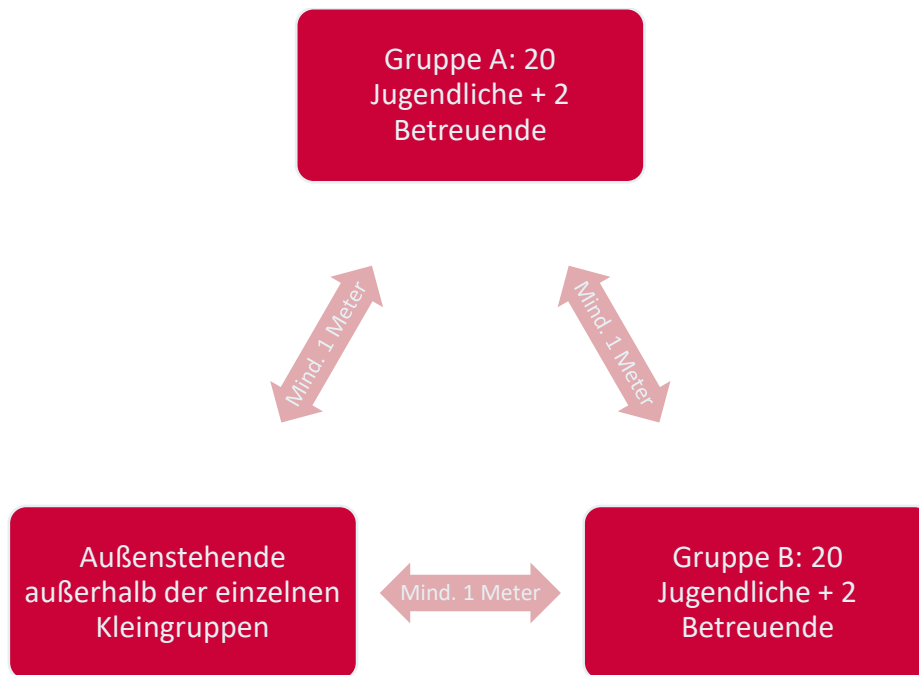 Gruppe A: 20
Jugendliche + 2
Betreuende
Mind. 1 Meter
Mind. 1 Meter
Außenstehende
außerhalb der einzelnen
Kleingruppen
Mind. 1 Meter
Gruppe B: 20
Jugendliche + 2
Betreuende